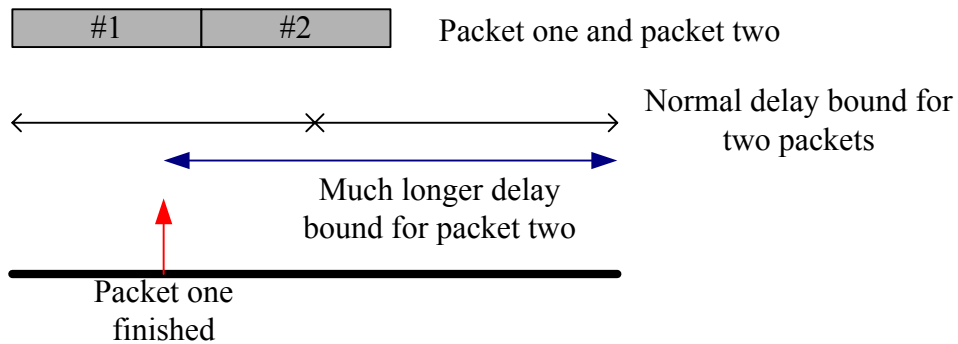 #1 #2 Packet one and packet two
Normal delay bound for
two packets
Much longer delay
bound for packet two
Packet one
finished